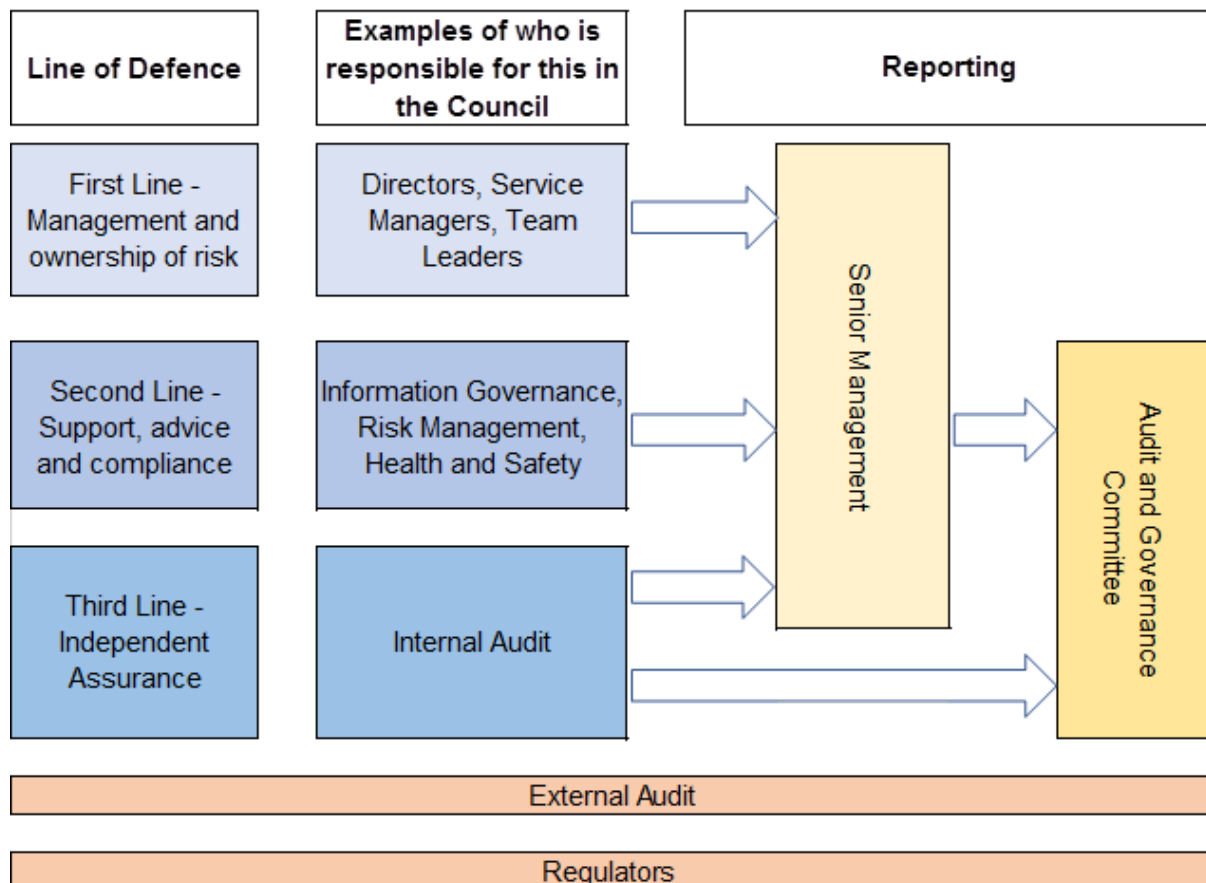 Line of Defence
Examples of who is
responsible for this in
the Council
Reporting
First Line -
Management and
ownership of risk
Directors, Service
Managers, Team
Leaders
Senior Management
Second Line -
Support, advice
and compliance
Information Governance,
Risk Management,
Health and Safety
Audit and Governance
Committee
Third Line -
Independent
Assurance
Internal Audit
External Audit
Regulators